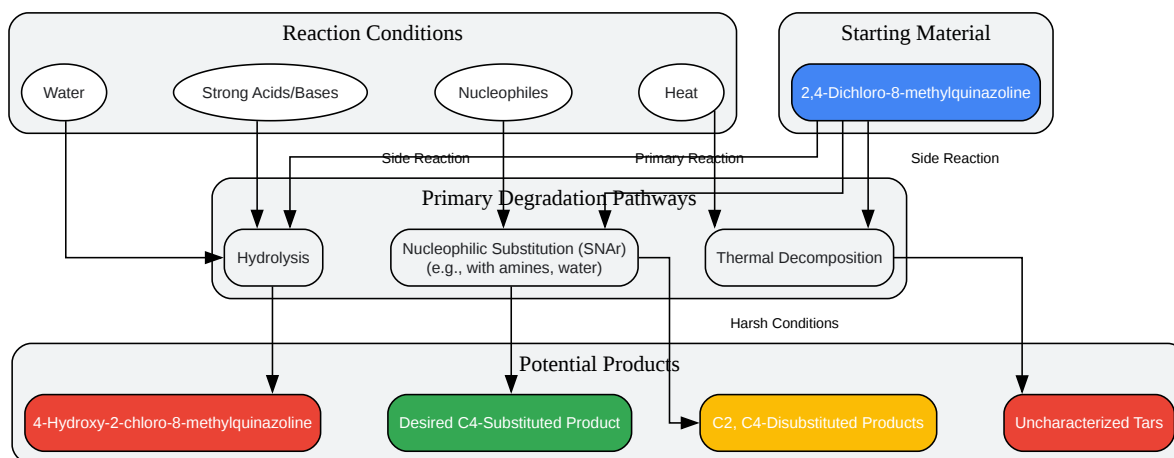 Reaction Conditions
Starting Material
Water
Strong Acids/Bases
Nucleophiles
Heat
2,4-Dichloro-8-methylquinazoline
Side Reaction
Primary Reaction
Side Reaction
Primary Degradation Pathways
Hydrolysis
Nucleophilic Substitution (SNAr)
(e.g., with amines, water)
Thermal Decomposition
Harsh Conditions
Potential Products
4-Hydroxy-2-chloro-8-methylquinazoline
Desired C4-Substituted Product
C2, C4-Disubstituted Products
Uncharacterized Tars